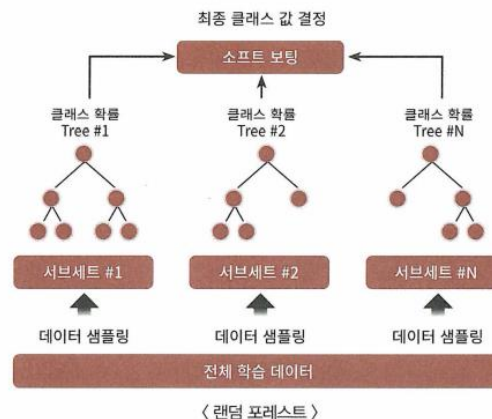 최종 클래스 값 결정
소프트 보팅
클래스 확률
Tree #1
클래스 확률
Tree #2
클래스 확률
Tree #N
서브세트 #1
서브세트 #2
서브세트 #N
데이터 샘플링
데이터 샘플링
데이터 샘플링
전체 학습 데이터
〈 랜덤 포레스트 〉